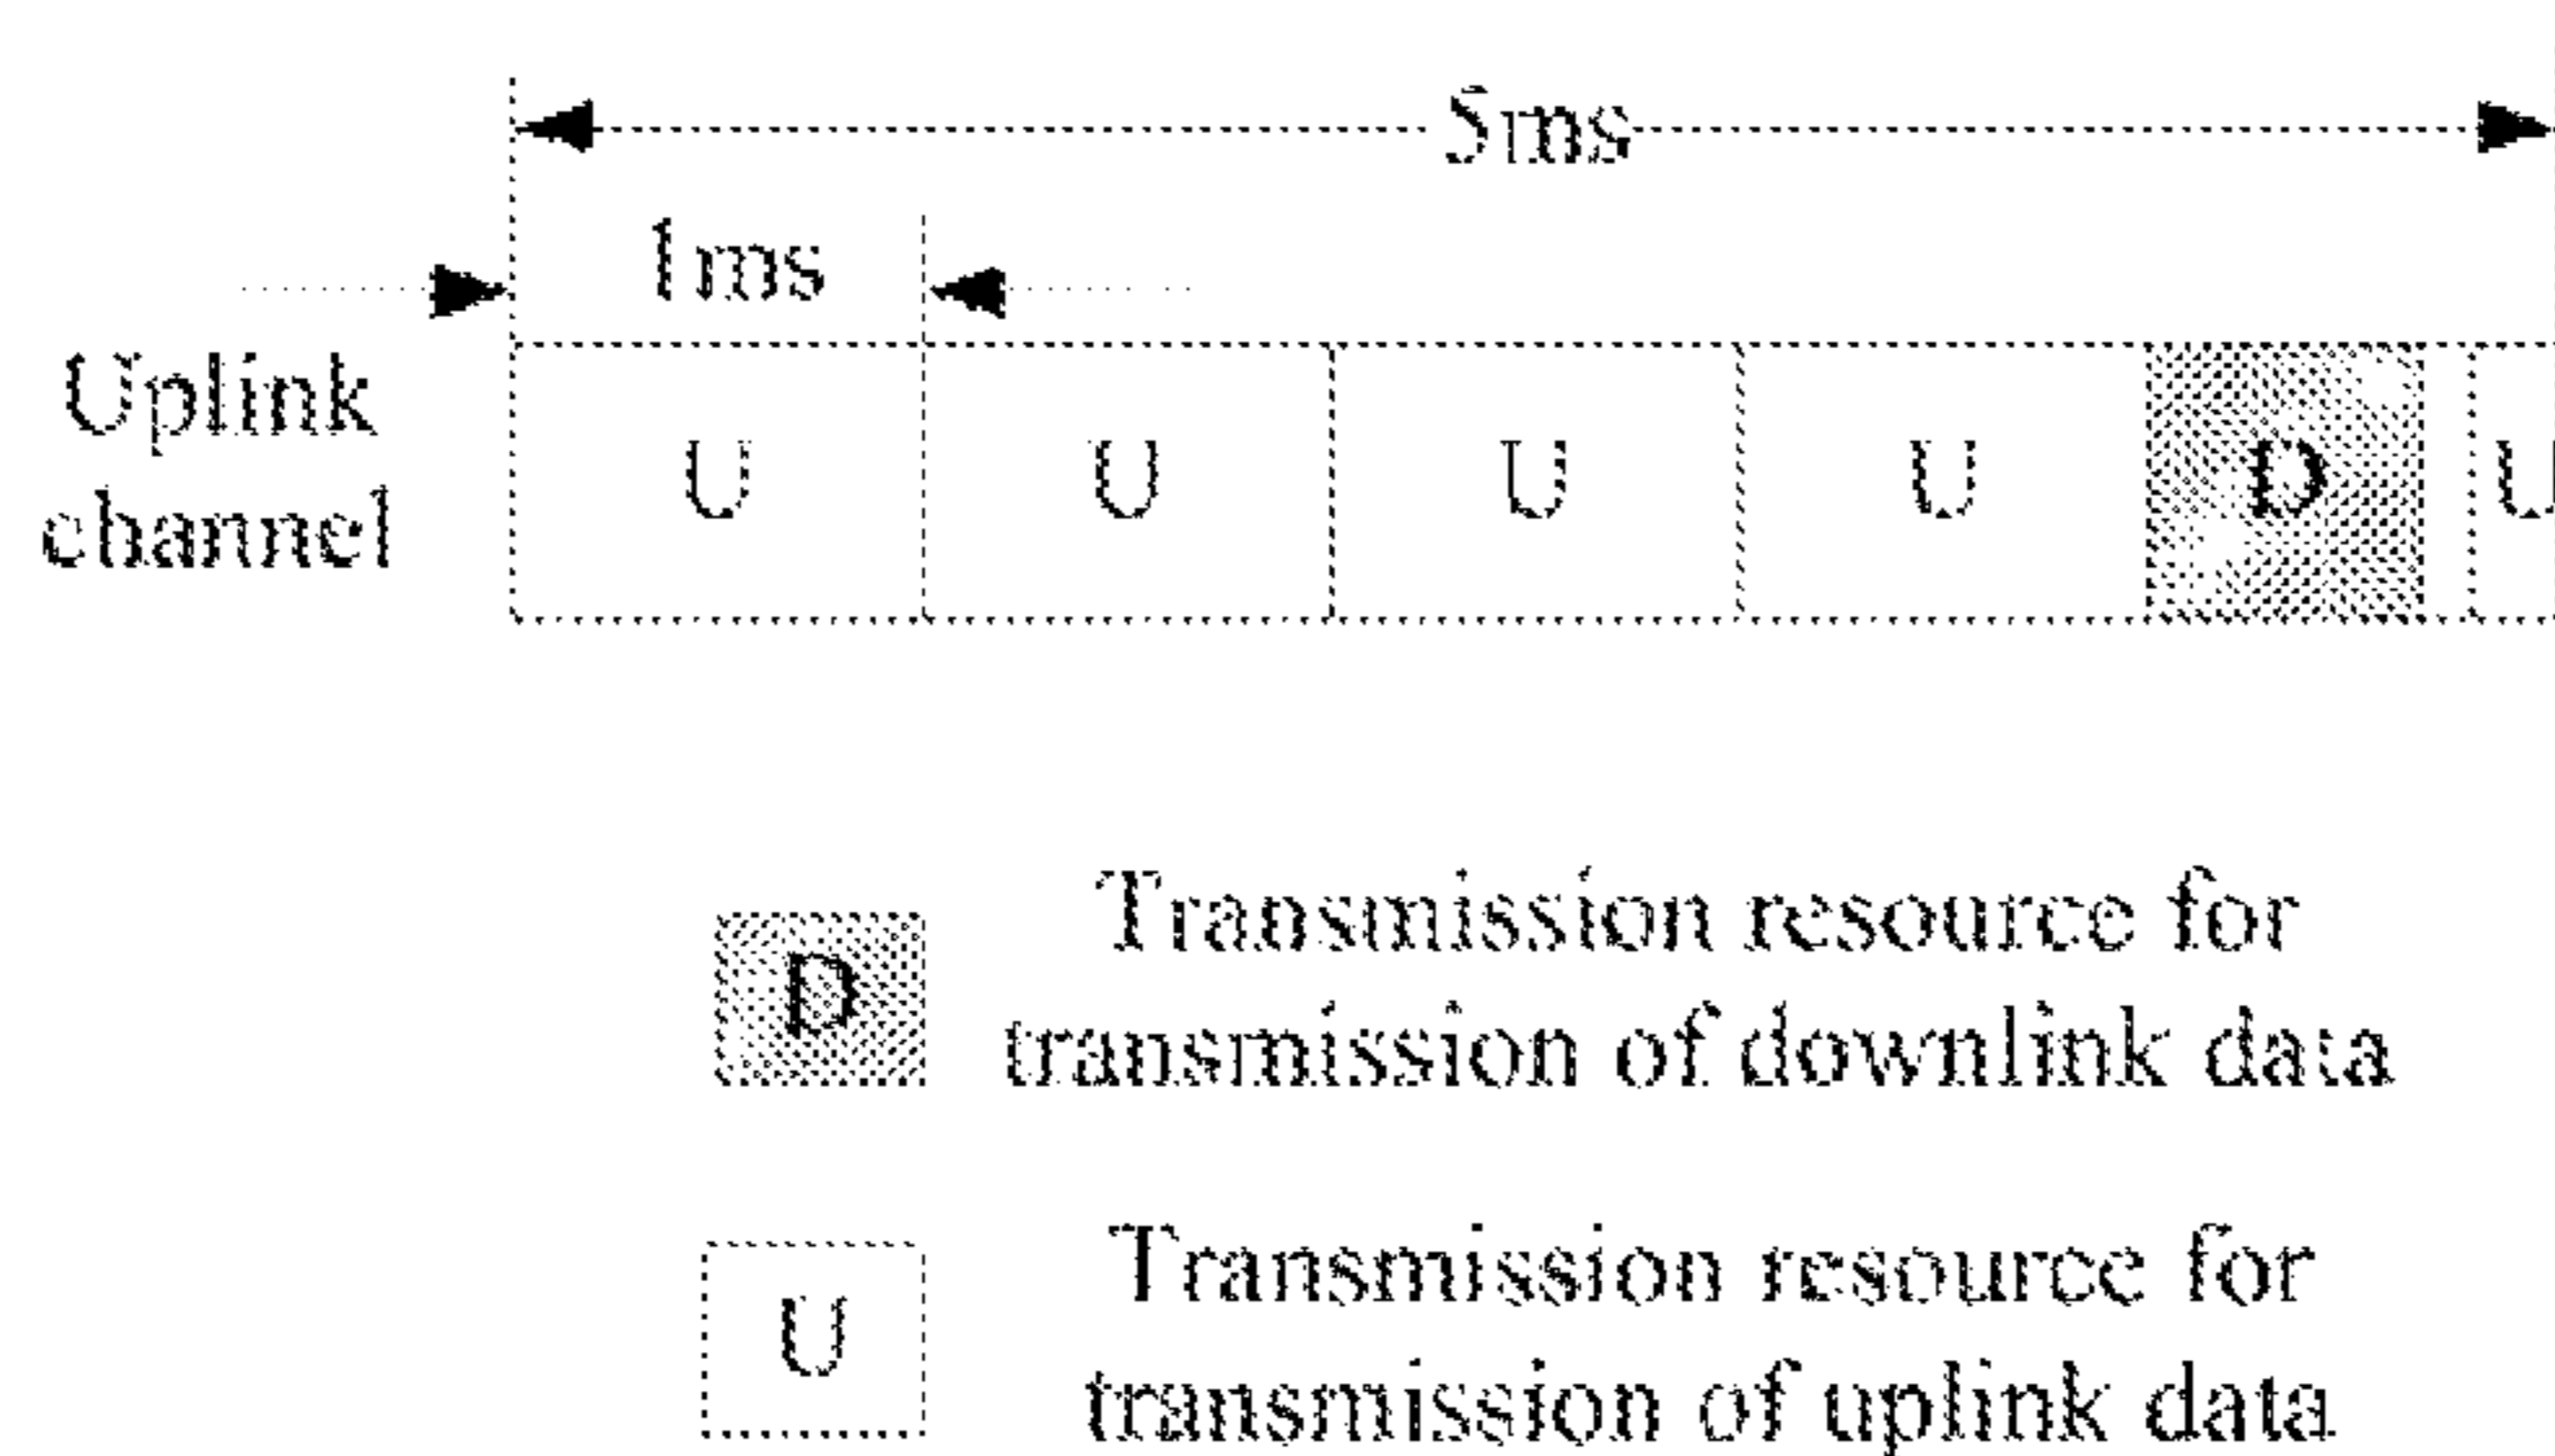 5ms
1ms
Uplink
channel
U U U U D U
D
Transmission resource for
transmission of downlink data
U
Transmission resource for
transmission of uplink data